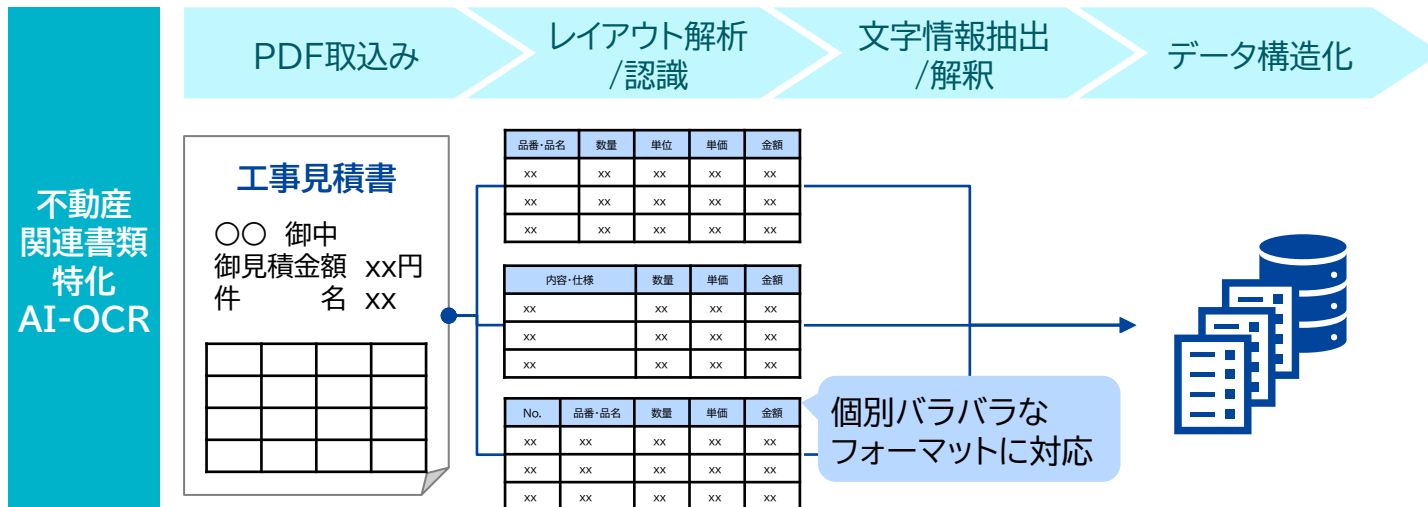 不動産
関連書類
特化
AI-OCR
PDF取込み
レイアウト解析
/認識
文字情報抽出
/解釈
データ構造化
工事見積書
〇〇 御中
御見積金額 xx円
件 名 xx
品番・品名 数量 単位 単価 金額
xx xx xx xx xx
xx xx xx xx xx
xx xx xx xx xx
内容・仕様 数量 単価 金額
xx xx xx xx
xx xx xx xx
xx xx xx xx
No. 品番・品名 数量 単価 金額
xx xx xx xx xx
xx xx xx xx xx
xx xx xx xx xx
個別バラバラな
フォーマットに対応